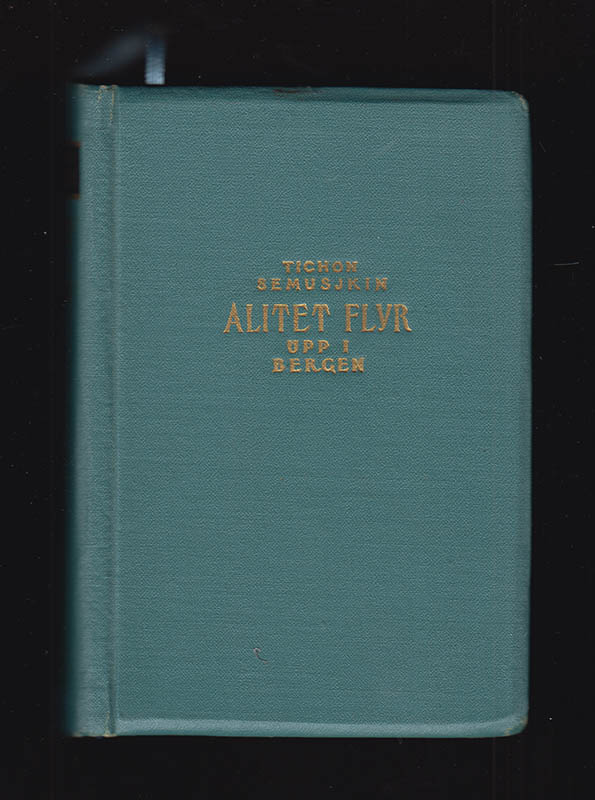 TICHON
SEMUSJKIN
ALITET FLYR
UPP I
BERGEN